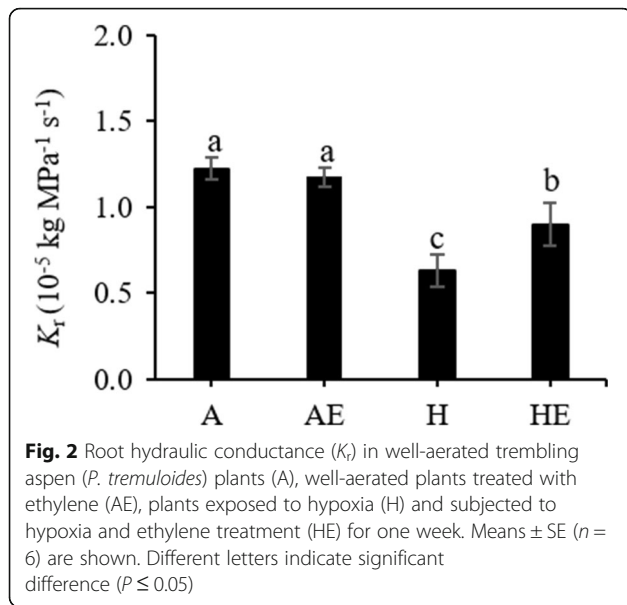 2.0
1.5
1.0
0.5
0.0
Kr (10-5 kg MPa-1 s-1)
a
a
c
b
A AE H HE
Fig. 2 Root hydraulic conductance (Kr) in well-aerated trembling
aspen (P. tremuloides) plants (A), well-aerated plants treated with
ethylene (AE), plants exposed to hypoxia (H) and subjected to
hypoxia and ethylene treatment (HE) for one week. Means ± SE (n =
6) are shown. Different letters indicate significant
difference (P ≤ 0.05)